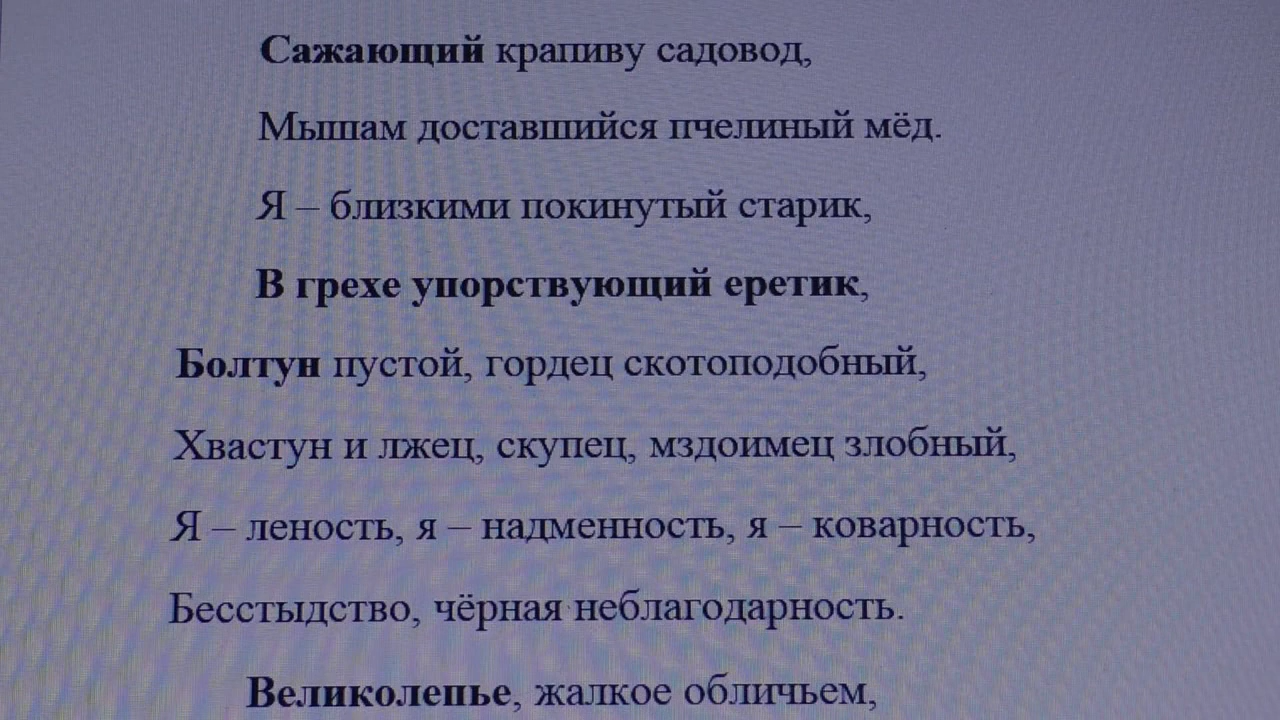 Сажающий крапиву садовод,
Мышам доставшийся пчелиный мёд.
Я – близкими покинутый старик,
В грехе упорствующий еретик,
Болтун пустой, гордец скотоподобный,
Хвастун и лжец, скупец, мздоимец злобный,
Я – леность, я – надменность, я – коварность,
Бесстыдство, чёрная неблагодарность.
Великолепье, жалкое обличьем,